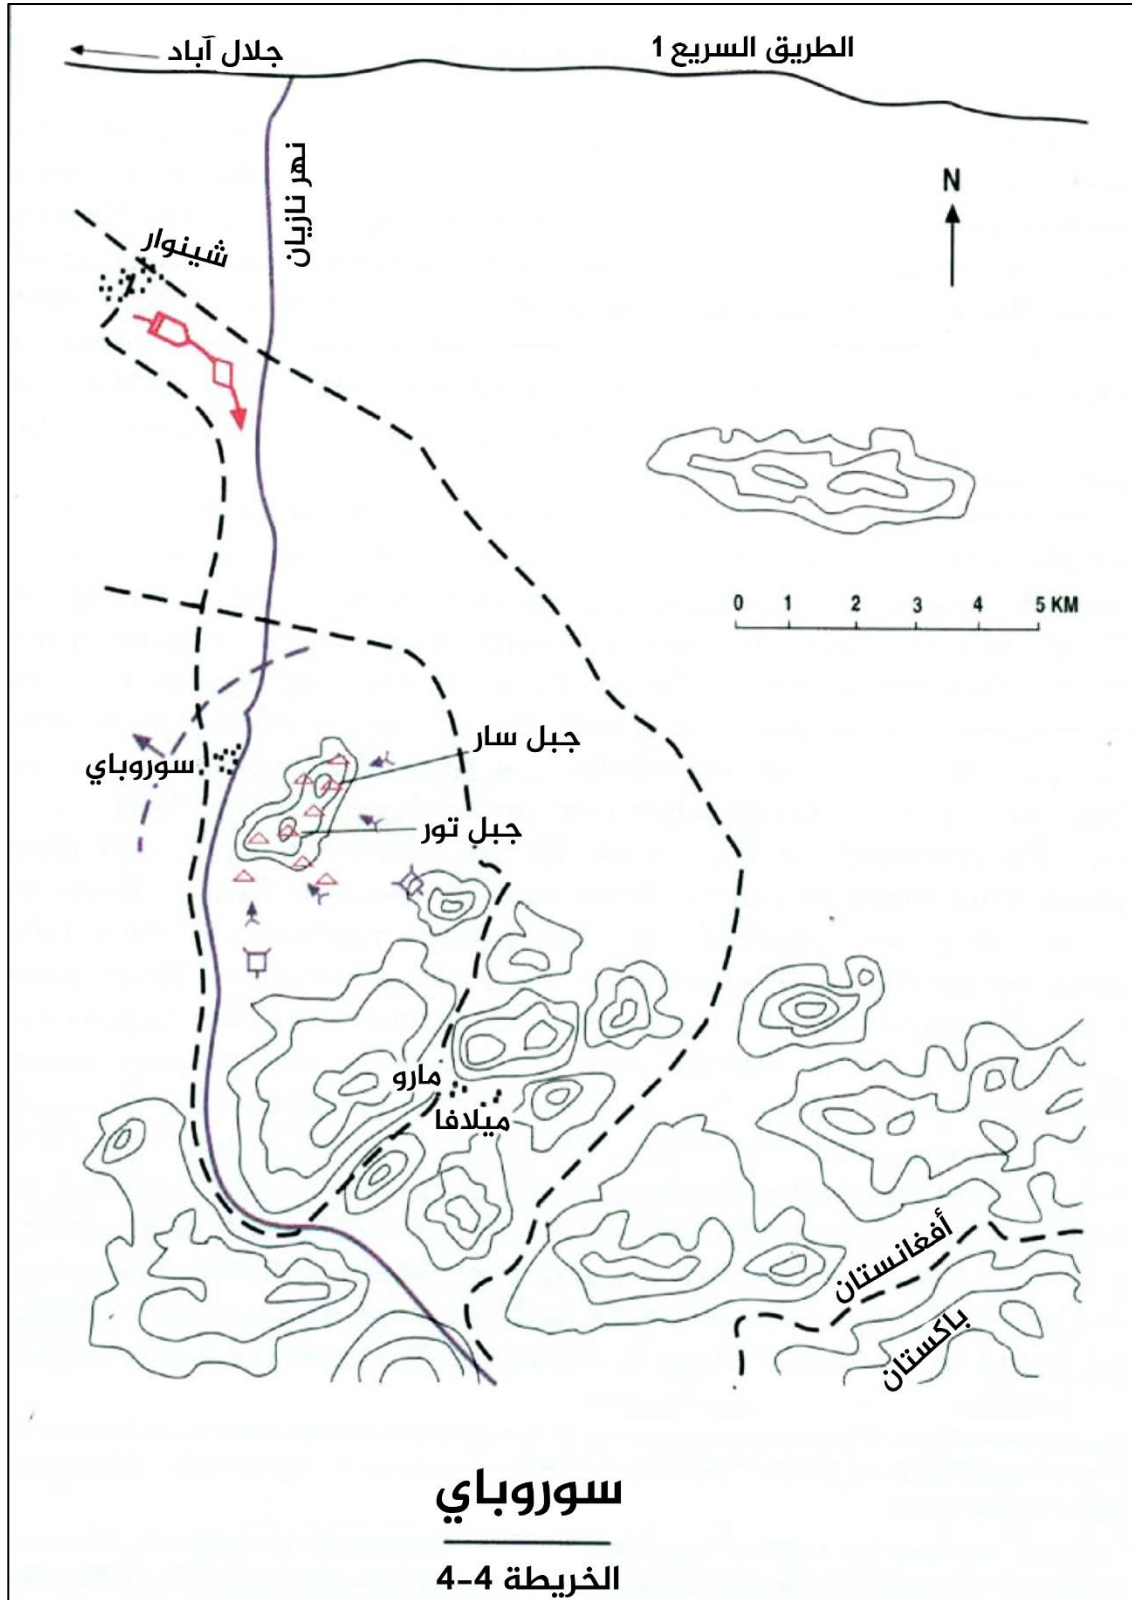 جلال آباد
الطريق السريع 1
نهر نازيان
شينوار
N
0 1 2 3 4 5 KM
جبل سار
سوروباي
جبل تور
مارو
ميلافا
أفغانستان
باكستان
سوروباي
الخريطة 4-4